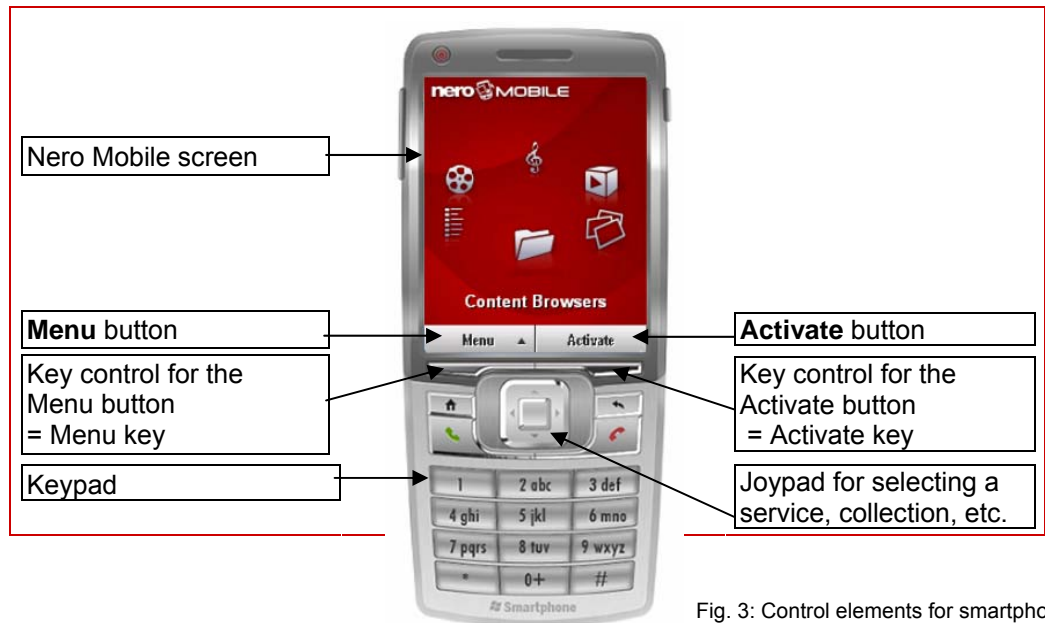 nero MOBILE
Nero Mobile screen
Content Browsers
Menu button
Activate button
Menu
Activate
Key control for the
Menu button
= Menu key
Key control for the
Activate button
= Activate key
Keypad
Joypad for selecting a
service, collection, etc.
1 2 abc 3 def
4 ghi 5 jkl 6 mno
7 pqrs 8 tuv 9 wxyz
* 0+ #
Smartphone
Fig. 3: Control elements for smartpho